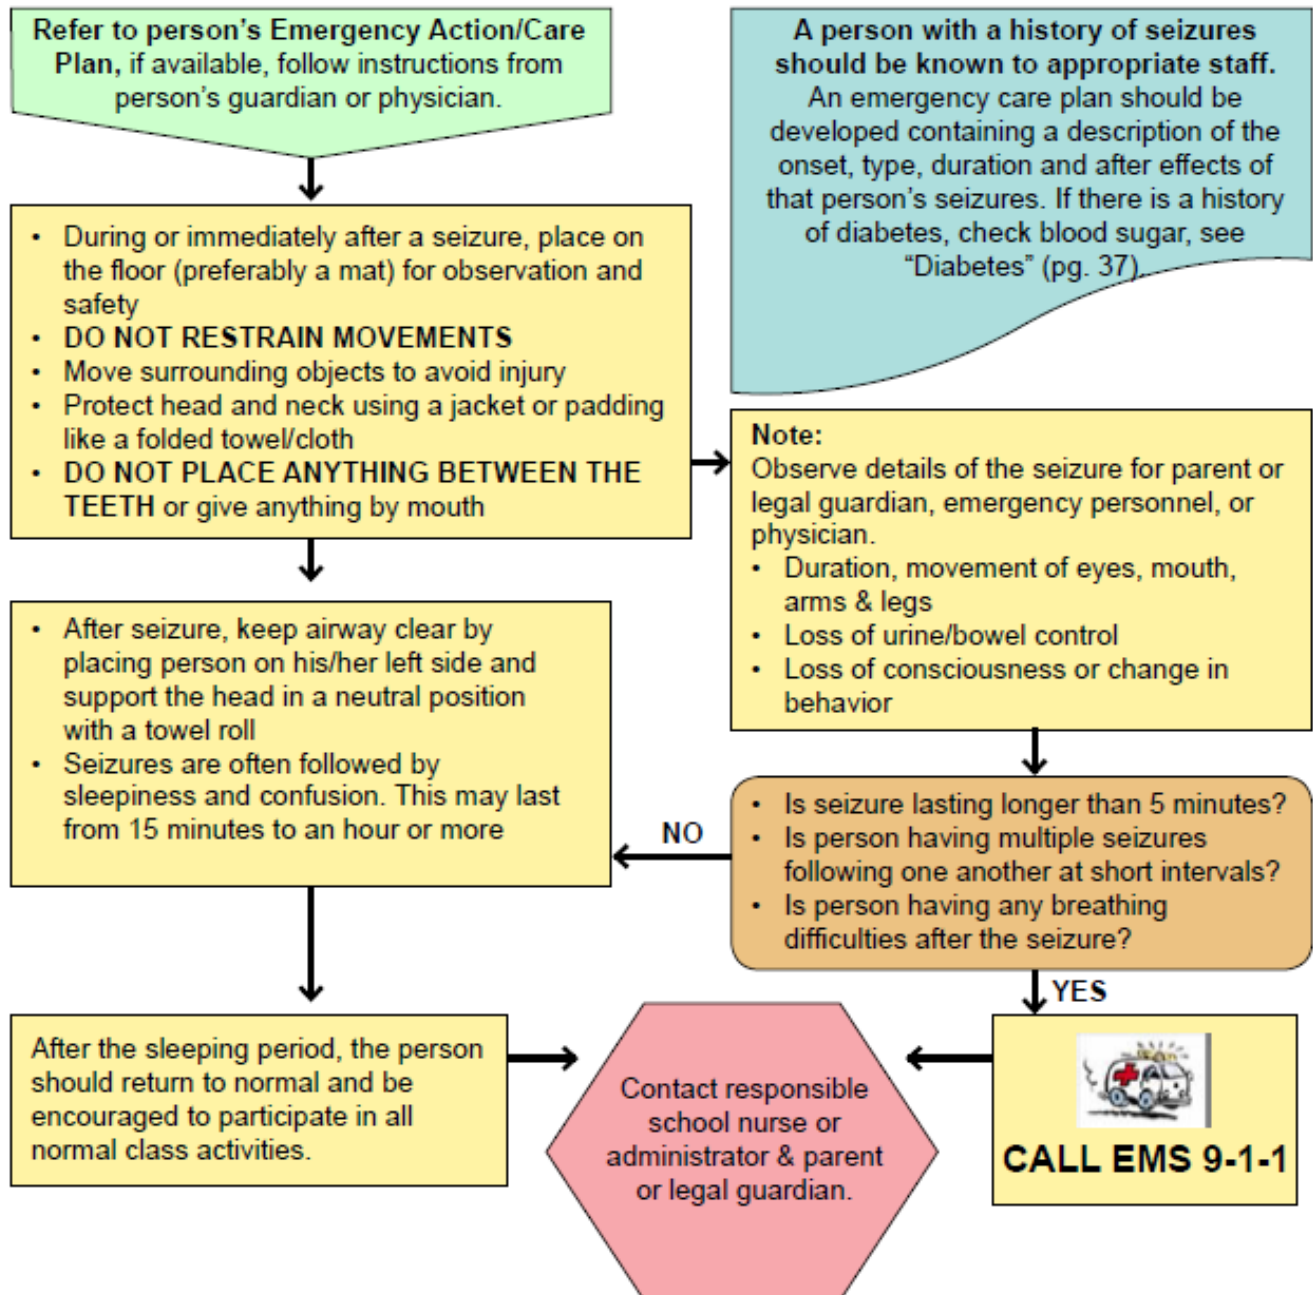 Refer to person's Emergency Action/Care
Plan, if available, follow instructions from
person's guardian or physician.
A person with a history of seizures
should be known to appropriate staff.
An emergency care plan should be
developed containing a description of the
onset, type, duration and after effects of
that person's seizures. If there is a history
of diabetes, check blood sugar, see
“Diabetes” (pg. 37).
• During or immediately after a seizure, place on
the floor (preferably a mat) for observation and
safety
• DO NOT RESTRAIN MOVEMENTS
• Move surrounding objects to avoid injury
• Protect head and neck using a jacket or padding
like a folded towel/cloth
• DO NOT PLACE ANYTHING BETWEEN THE
TEETH or give anything by mouth
Note:
Observe details of the seizure for parent or
legal guardian, emergency personnel, or
physician.
• Duration, movement of eyes, mouth,
arms & legs
• Loss of urine/bowel control
• Loss of consciousness or change in
behavior
• After seizure, keep airway clear by
placing person on his/her left side and
support the head in a neutral position
with a towel roll
• Seizures are often followed by
sleepiness and confusion. This may last
from 15 minutes to an hour or more
• Is seizure lasting longer than 5 minutes?
• Is person having multiple seizures
following one another at short intervals?
• Is person having any breathing
difficulties after the seizure?
NO
YES
After the sleeping period, the person
should return to normal and be
encouraged to participate in all
normal class activities.
Contact responsible
school nurse or
administrator & parent
or legal guardian.
CALL EMS 9-1-1